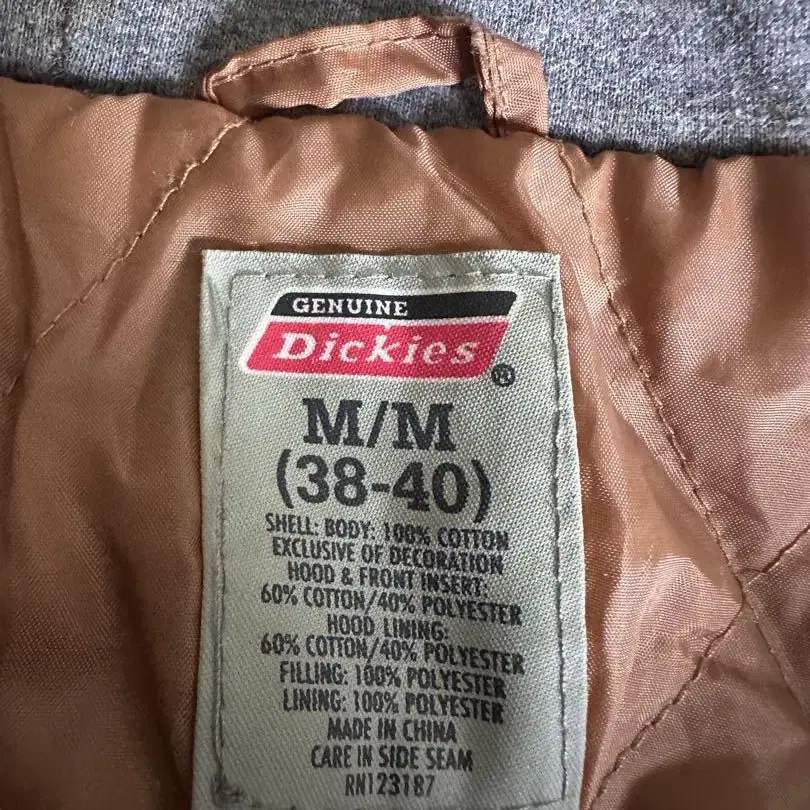 GENUINE
Dickies®
M/M
(38-40)
SHELL: BODY: 100% COTTON
EXCLUSIVE OF DECORATION
HOOD & FRONT INSERT:
60% COTTON/40% POLYESTER
HOOD LINING:
60% COTTON/40% POLYESTER
FILLING: 100% POLYESTER
LINING: 100% POLYESTER
MADE IN CHINA
CARE IN SIDE SEAM
RN123187